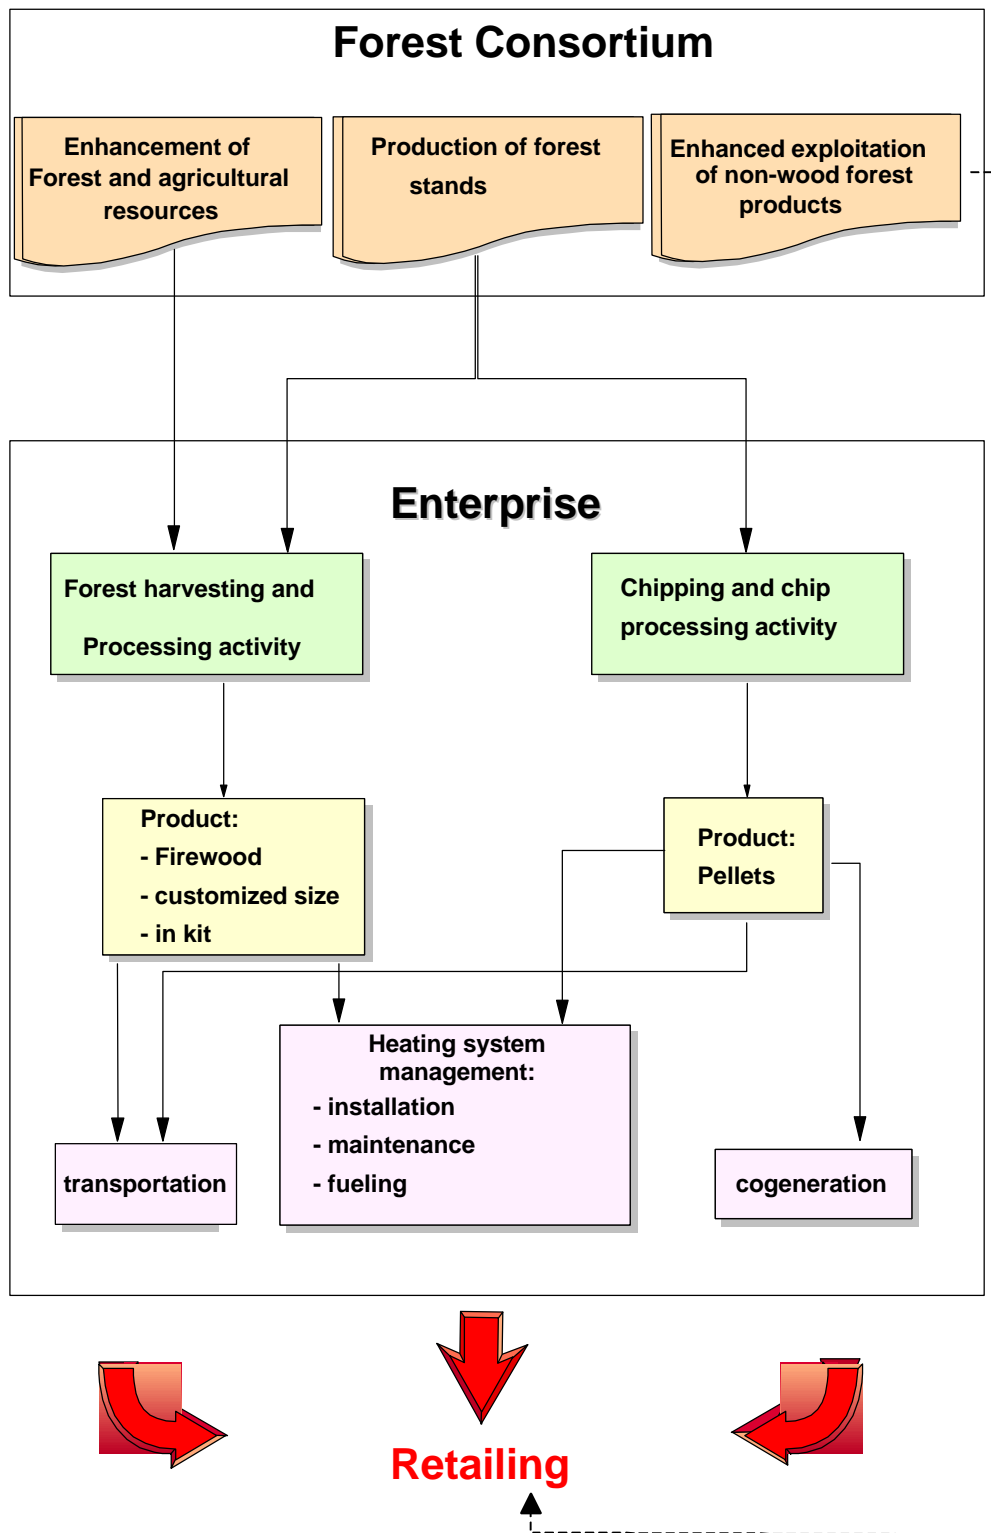 Forest Consortium
Enhancement of
Forest and agricultural
resources
Production of forest
stands
Enhanced exploitation
of non-wood forest
products
Enterprise
Forest harvesting and
Processing activity
Chipping and chip
processing activity
Product:
- Firewood
- customized size
- in kit
Product:
Pellets
Heating system
management:
- installation
- maintenance
- fueling
transportation
cogeneration
Retailing